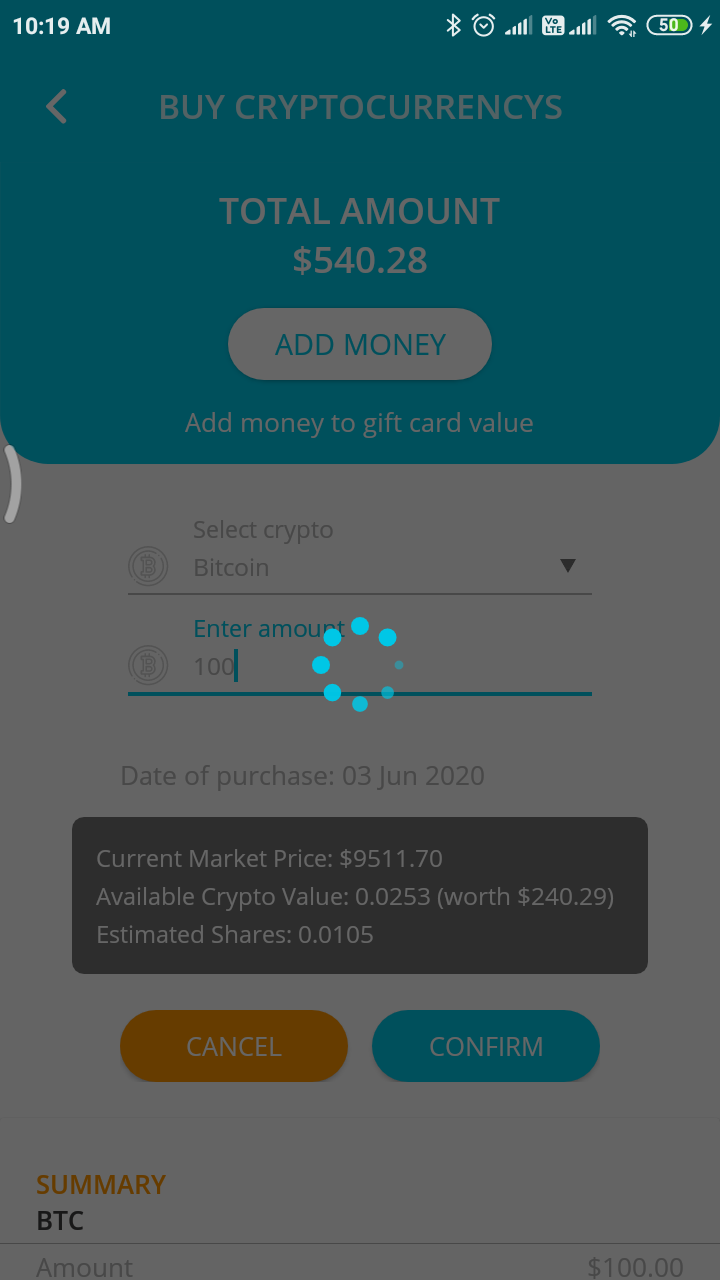 10:19 AM
Vo LTE
50
BUY CRYPTOCURRENCYS
TOTAL AMOUNT
$540.28
ADD MONEY
Add money to gift card value
Select crypto
Bitcoin
Enter amount
100
Date of purchase: 03 Jun 2020
Current Market Price: $9511.70
Available Crypto Value: 0.0253 (worth $240.29)
Estimated Shares: 0.0105
CANCEL CONFIRM
SUMMARY
BTC
Amount $100.00